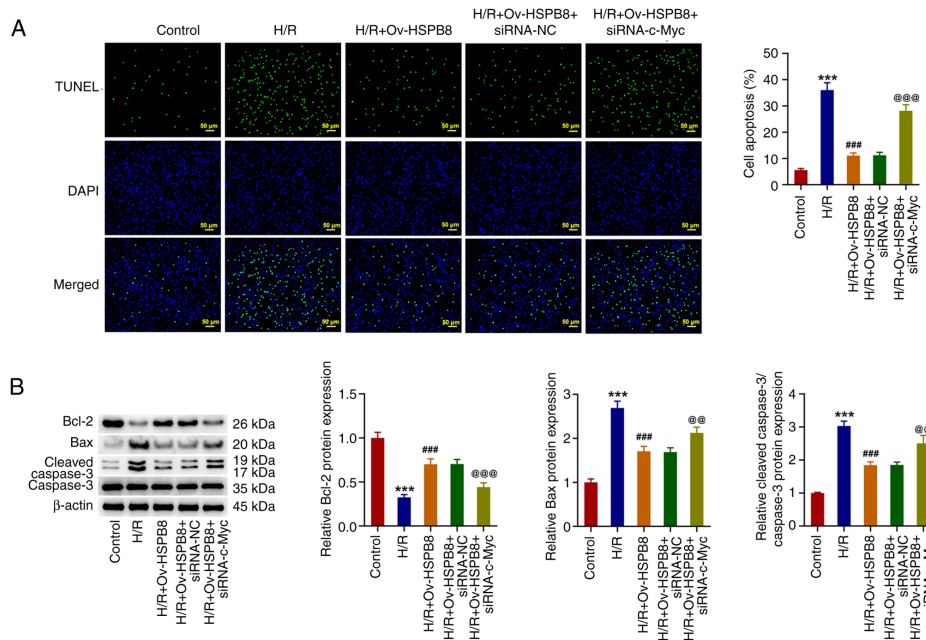 A
Control
H/R
H/R+Ov-HSPB8
H/R+Ov-HSPB8+
siRNA-NC
H/R+Ov-HSPB8+
siRNA-c-Myc
TUNEL
50 μm
50 μm
50 μm
50 μm
50 μm
DAPI
50 μm
50 μm
50 μm
50 μm
50 μm
Merged
50 μm
50 μm
50 μm
50 μm
50 μm
Cell apoptosis (%)
50
40
30
20
10
0
***
###
@@@
Control
H/R
H/R+Ov-HSPB8
H/R+Ov-HSPB8+
siRNA-NC
H/R+Ov-HSPB8+
siRNA-c-Myc
B
Bcl-2
26 kDa
Bax
20 kDa
Cleaved
caspase-3
19 kDa
17 kDa
Caspase-3
35 kDa
β-actin
45 kDa
Control
H/R
H/R+Ov-HSPB8
H/R+Ov-HSPB8+
siRNA-NC
H/R+Ov-HSPB8+
siRNA-c-Myc
Relative Bcl-2 protein expression
1.5
1.0
0.5
0.0
***
###
@@@
Control
H/R
H/R+Ov-HSPB8
H/R+Ov-HSPB8+
siRNA-NC
H/R+Ov-HSPB8+
siRNA-c-Myc
Relative Bax protein expression
3
2
1
0
***
###
@@
Control
H/R
H/R+Ov-HSPB8
H/R+Ov-HSPB8+
siRNA-NC
H/R+Ov-HSPB8+
siRNA-c-Myc
Relative cleaved caspase-3/
caspase-3 protein expression
4
3
2
1
0
***
###
Control
H/R
H/R+Ov-HSPB8
H/R+Ov-HSPB8+
siRNA-NC
H/R+Ov-HSPB8+